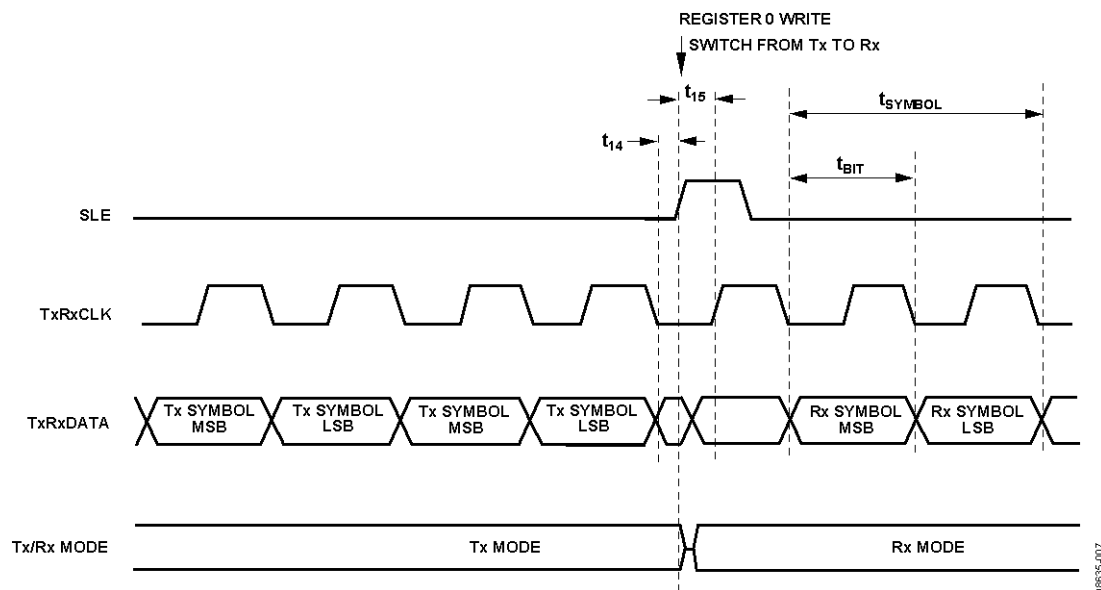 REGISTER 0 WRITE
SWITCH FROM Tx TO Rx
t15
tSYMBOL
t14
tBIT
SLE
TxRxCLK
TxRxDATA
Tx SYMBOL
MSB
Tx SYMBOL
LSB
Tx SYMBOL
MSB
Tx SYMBOL
LSB
Rx SYMBOL
MSB
Rx SYMBOL
LSB
Tx/Rx MODE
Tx MODE
Rx MODE
08635-007